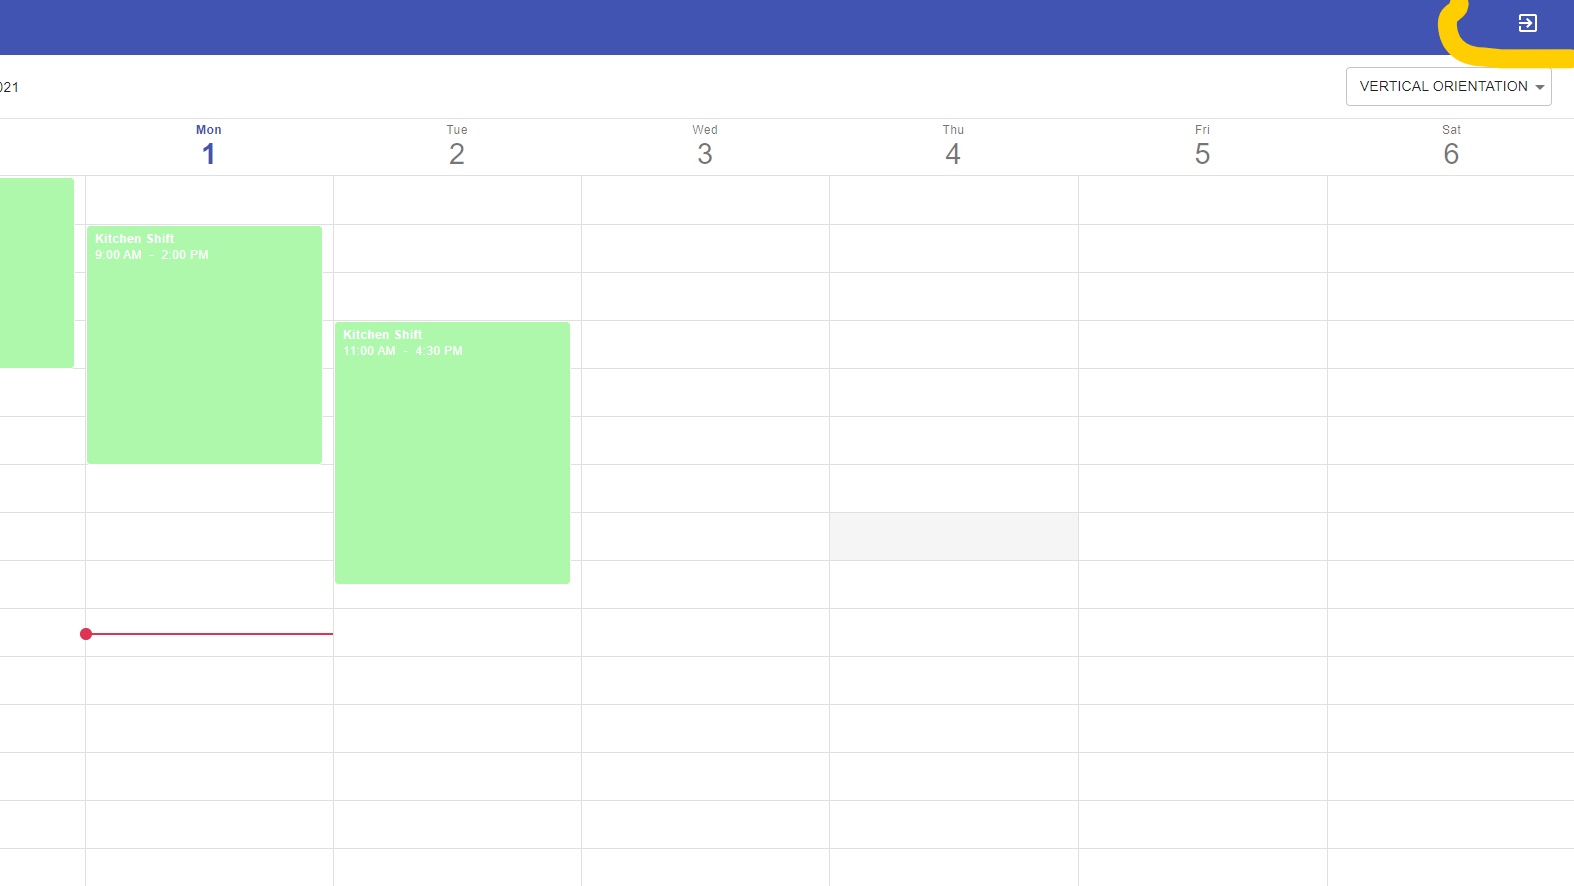 021
VERTICAL ORIENTATION
Mon
1
Tue
2
Wed
3
Thu
4
Fri
5
Sat
6
Kitchen Shift
9:00 AM - 2:00 PM
Kitchen Shift
11:00 AM - 4:30 PM